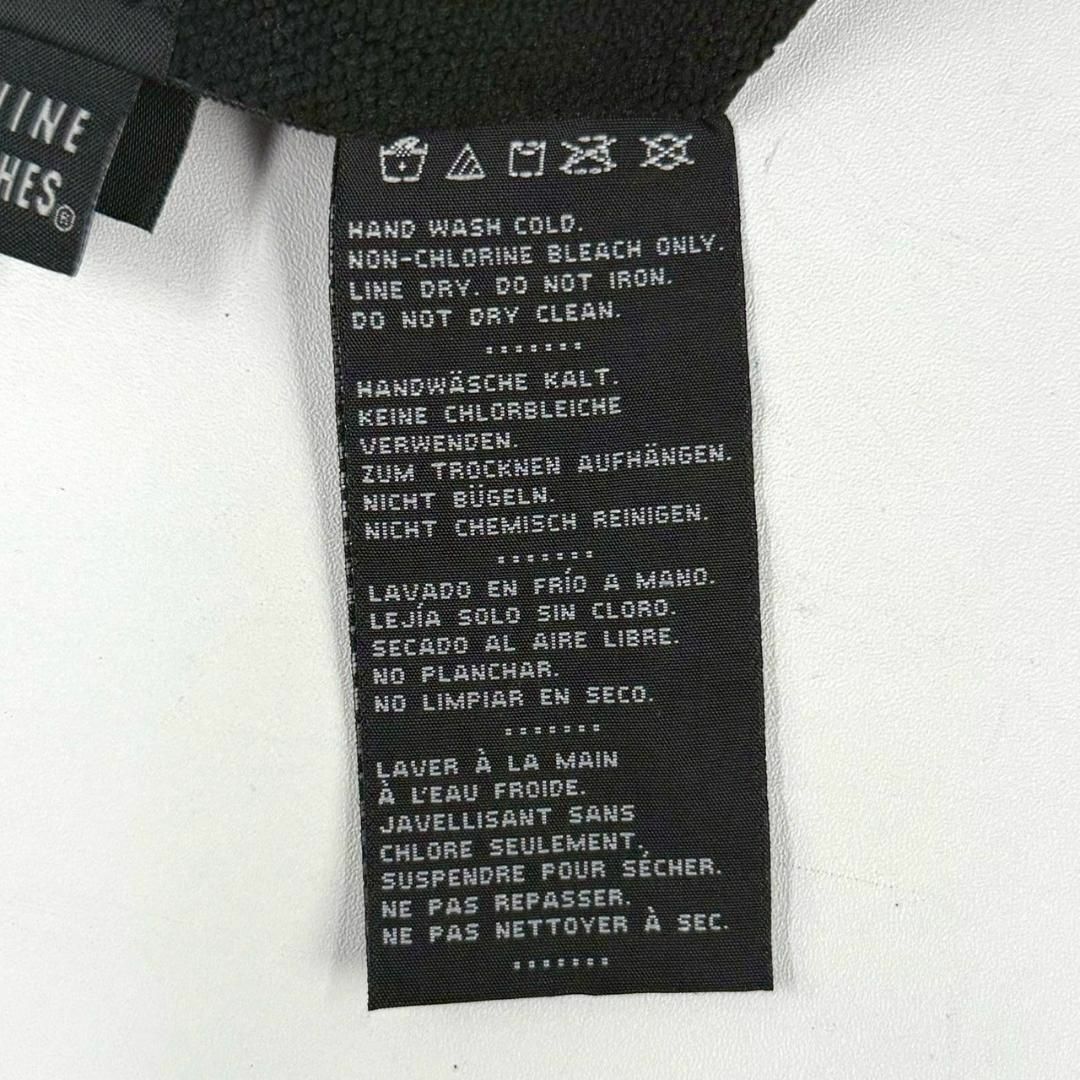 INE
HES®
HAND WASH COLD.
NON-CHLORINE BLEACH ONLY.
LINE DRY. DO NOT IRON.
DO NOT DRY CLEAN.
HANDWÄSCHE KALT.
KEINE CHLORBLEICHE
VERWENDEN.
ZUM TROCKNEN AUFHÄNGEN.
NICHT BÜGELN.
NICHT CHEMISCH REINIGEN.
LAVADO EN FRÍO A MANO.
LEJÍA SOLO SIN CLORO.
SECADO AL AIRE LIBRE.
NO PLANCHAR.
NO LIMPIAR EN SECO.
LAVER À LA MAIN
À L'EAU FROIDE.
JAVELLISANT SANS
CHLORE SEULEMENT.
SUSPENDRE POUR SÉCHER.
NE PAS REPASSER.
NE PAS NETTOYER À SEC.